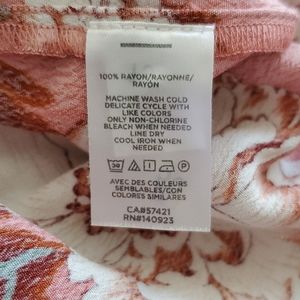 100% RAYON/RAYONNE/
RAYÓN
MACHINE WASH COLD
DELICATE CYCLE WITH
LIKE COLORS
ONLY NON-CHLORINE
BLEACH WHEN NEEDED
LINE DRY
COOL IRON WHEN
NEEDED
AVEC DES COULEURS
SEMBLABLES/CON
COLORES SIMILARES
CA#57421
RN#140923